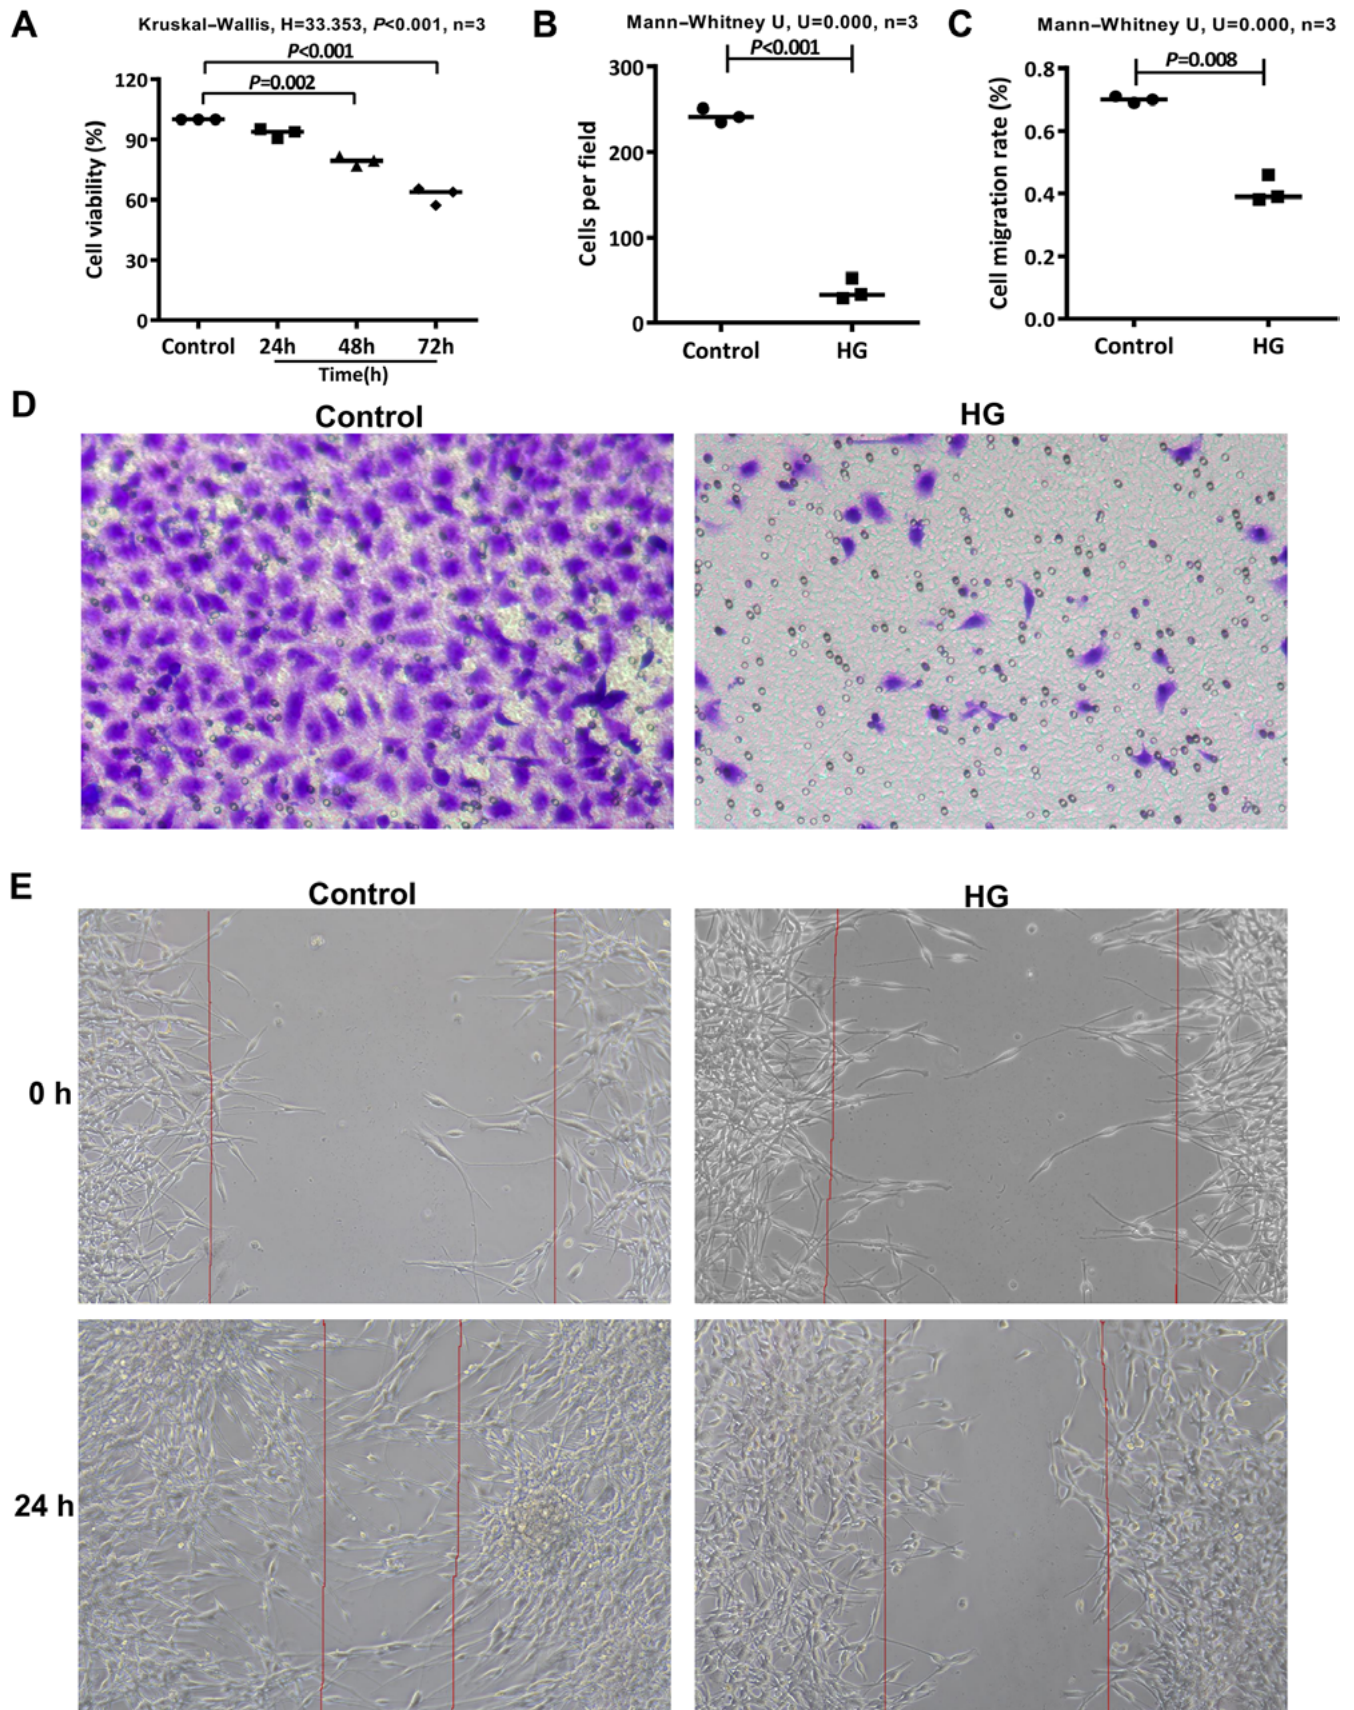 A
Kruskal–Wallis, H=33.353, P<0.001, n=3
P<0.001
P=0.002
Cell viability (%)
120
90
60
30
0
Control 24h 48h 72h
Time(h)
B
Mann–Whitney U, U=0.000, n=3
P<0.001
Cells per field
300
200
100
0
Control HG
C
Mann–Whitney U, U=0.000, n=3
P=0.008
Cell migration rate (%)
0.8
0.6
0.4
0.2
0.0
Control HG
D
Control HG
E
Control HG
0 h
24 h